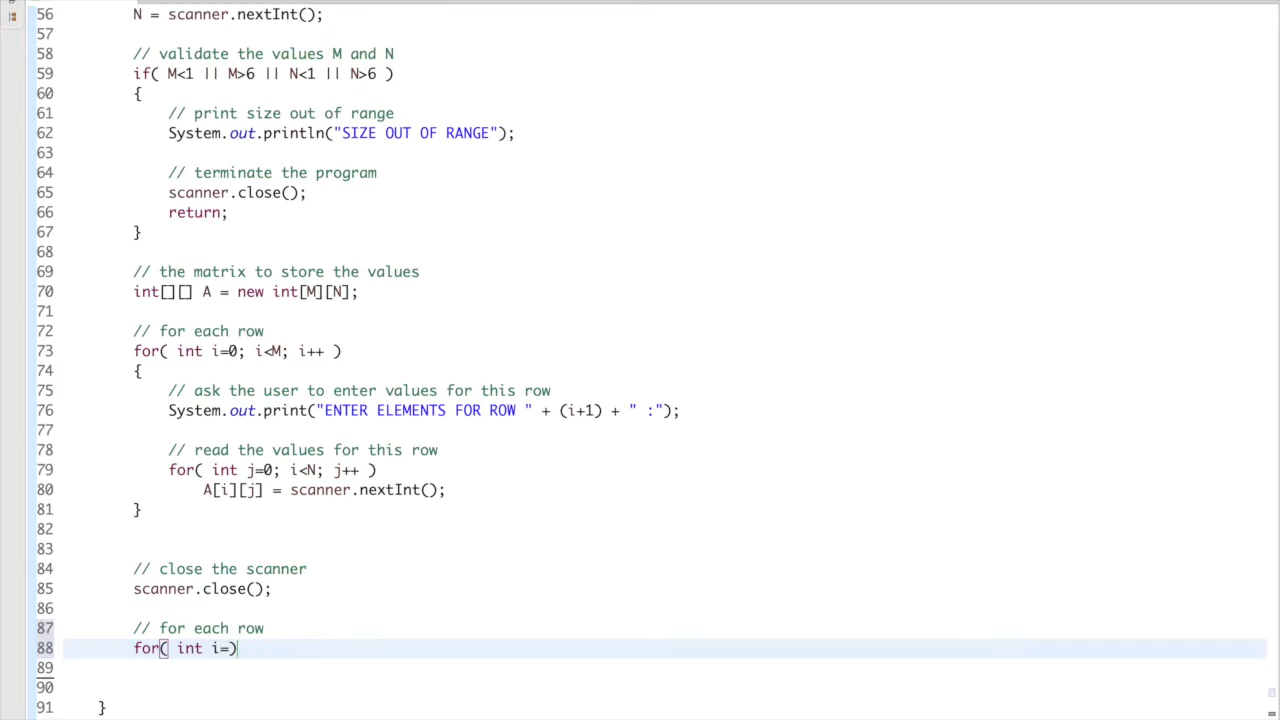 56 N = scanner.nextInt();
57
58 // validate the values M and N
59 if( M<1 || M>6 || N<1 || N>6 )
60 {
61 // print size out of range
62 System.out.println("SIZE OUT OF RANGE");
63
64 // terminate the program
65 scanner.close();
66 return;
67 }
68
69 // the matrix to store the values
70 int[][] A = new int[M][N];
71
72 // for each row
73 for( int i=0; i<M; i++ )
74 {
75 // ask the user to enter values for this row
76 System.out.print("ENTER ELEMENTS FOR ROW " + (i+1) + " :");
77
78 // read the values for this row
79 for( int j=0; i<N; j++ )
80 A[i][j] = scanner.nextInt();
81 }
82
83
84 // close the scanner
85 scanner.close();
86
87 // for each row
88 for( int i=)
89
90
91 }